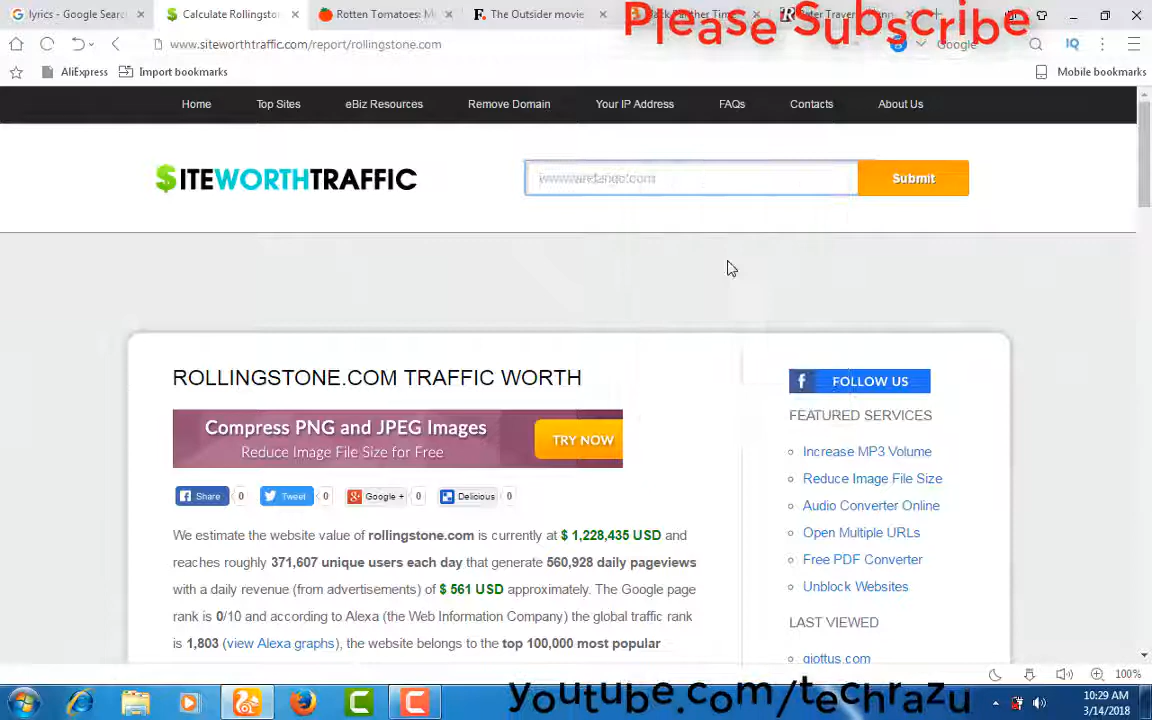 lyrics - Google Searc
Calculate Rollingsto
Rotten Tomatoes: M
The Outsider movie
Please Subscribe
www.siteworthtraffic.com/report/rollingstone.com
Google
IQ
AliExpress
Import bookmarks
Mobile bookmarks
Home
Top Sites
eBiz Resources
Remove Domain
Your IP Address
FAQs
Contacts
About Us
$ITEWORTHTRAFFIC
Submit
ROLLINGSTONE.COM TRAFFIC WORTH
Compress PNG and JPEG Images
Reduce Image File Size for Free
TRY NOW
Share 0
Tweet 0
Google + 0
Delicious 0
We estimate the website value of rollingstone.com is currently at $ 1,228,435 USD and
reaches roughly 371,607 unique users each day that generate 560,928 daily pageviews
with a daily revenue (from advertisements) of $ 561 USD approximately. The Google page
rank is 0/10 and according to Alexa (the Web Information Company) the global traffic rank
is 1,803 (view Alexa graphs), the website belongs to the top 100,000 most popular
FOLLOW US
FEATURED SERVICES
Increase MP3 Volume
Reduce Image File Size
Audio Converter Online
Open Multiple URLs
Free PDF Converter
Unblock Websites
LAST VIEWED
giottus.com
100%
youtube.com/techrazu
10:29 AM
3/14/2018